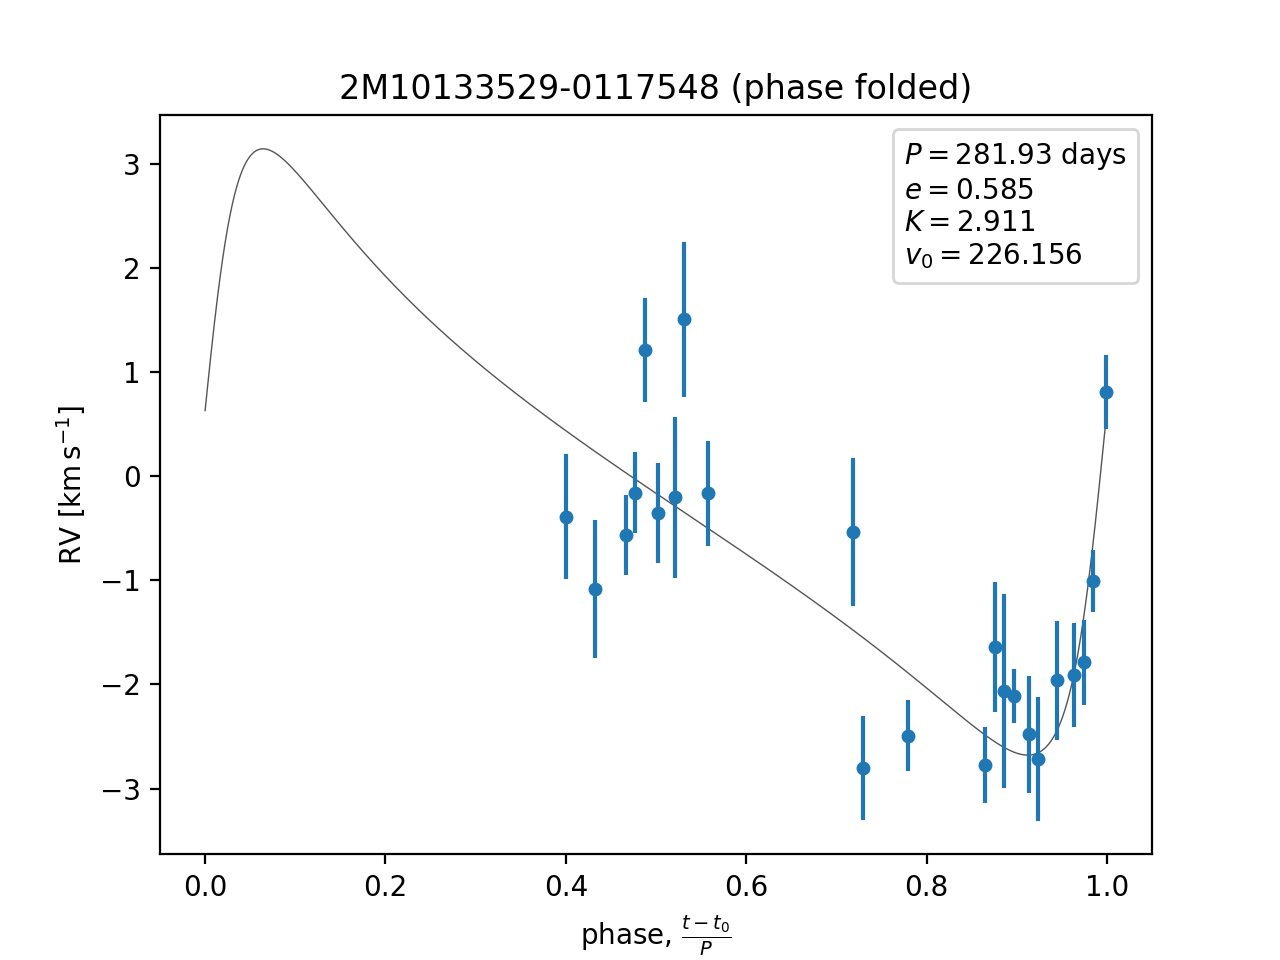 2M10133529-0117548 (phase folded)
P = 281.93 days
e = 0.585
K = 2.911
v₀ = 226.156
3
2
1
0
−1
−2
−3
RV [km s⁻¹]
0.0 0.2 0.4 0.6 0.8 1.0
phase, (t − t₀)/P